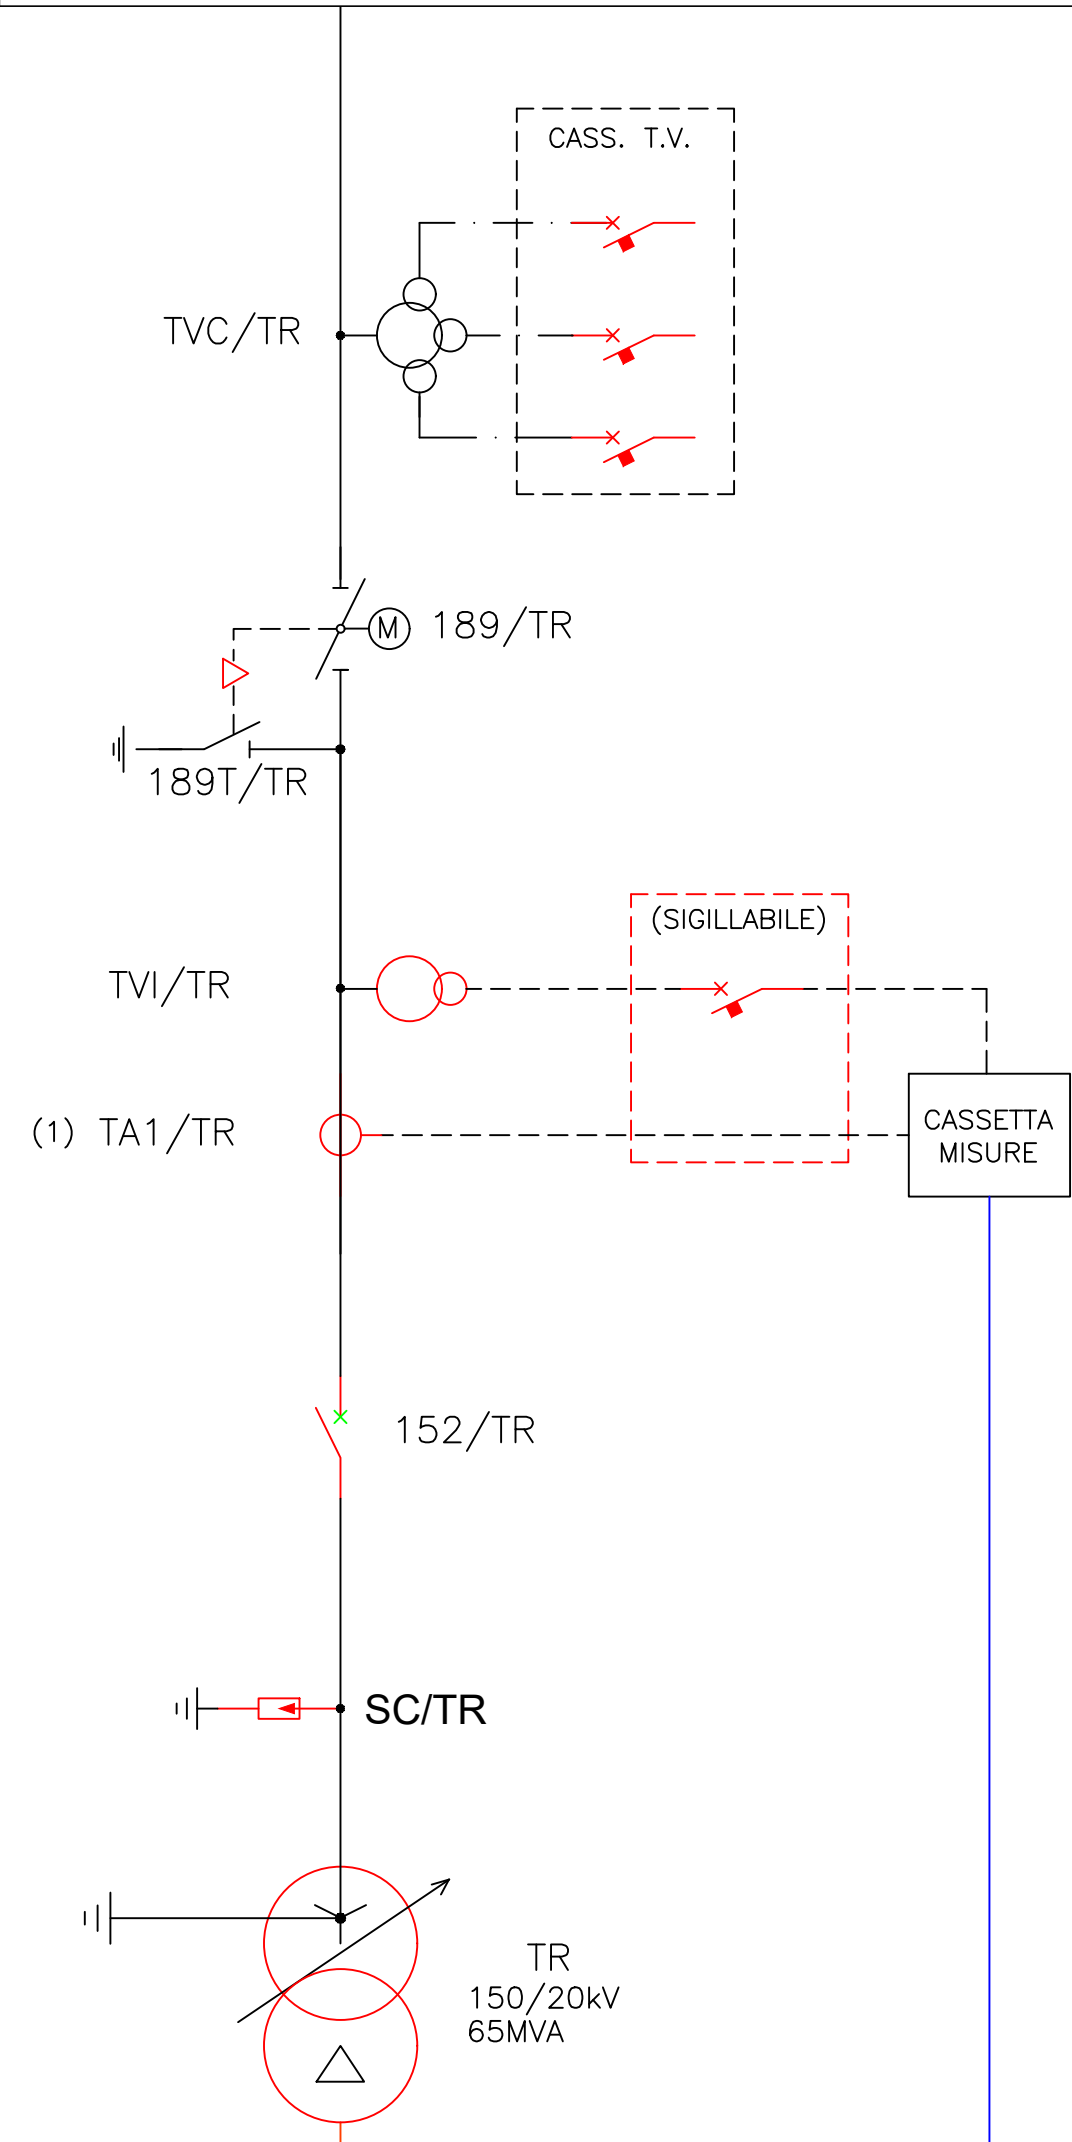 CASS. T.V.
TVC/TR
M
189/TR
189T/TR
(SIGILLABILE)
TVI/TR
(1) TA1/TR
CASSETTA
MISURE
152/TR
SC/TR
TR
150/20kV
65MVA